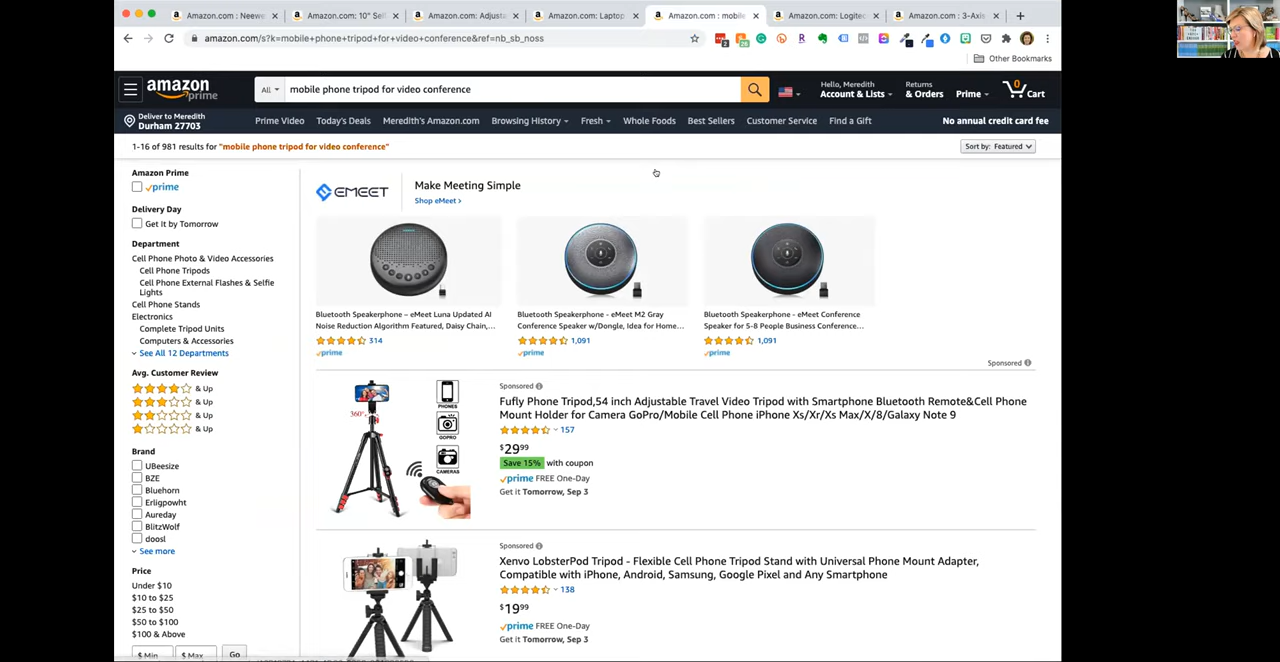 Amazon.com : Neewe
Amazon.com: 10" Sel
Amazon.com: Adjusta
Amazon.com: Laptop
Amazon.com : mobile
Amazon.com: Logitec
Amazon.com : 3-Axis
amazon.com/s?k=mobile+phone+tripod+for+video+conference&ref=nb_sb_noss
Other Bookmarks
amazon prime
All
mobile phone tripod for video conference
Hello, Meredith
Account & Lists
Returns
& Orders
Prime
0
Cart
Deliver to Meredith
Durham 27703
Prime Video Today's Deals Meredith's Amazon.com Browsing History Fresh Whole Foods Best Sellers Customer Service Find a Gift
No annual credit card fee
1-16 of 981 results for "mobile phone tripod for video conference"
Sort by: Featured
Amazon Prime
prime
Delivery Day
Get It by Tomorrow
Department
Cell Phone Photo & Video Accessories
Cell Phone Tripods
Cell Phone External Flashes & Selfie
Lights
Cell Phone Stands
Electronics
Complete Tripod Units
Computers & Accessories
See All 12 Departments
Avg. Customer Review
& Up
& Up
& Up
& Up
Brand
UBeesize
BZE
Bluehorn
Erligpowht
Aureday
BlitzWolf
doosl
See more
Price
Under $10
$10 to $25
$25 to $50
$50 to $100
$100 & Above
$ Min
$ Max
Go
EMEET
Make Meeting Simple
Shop eMeet ›
Bluetooth Speakerphone – eMeet Luna Updated AI
Noise Reduction Algorithm Featured, Daisy Chain,...
314
prime
Bluetooth Speakerphone - eMeet M2 Gray
Conference Speaker w/Dongle, Idea for Home...
1,091
prime
Bluetooth Speakerphone - eMeet Conference
Speaker for 5-8 People Business Conference...
1,091
prime
Sponsored
360°
PHONES
GOPRO
CAMERAS
Sponsored
Fufly Phone Tripod,54 inch Adjustable Travel Video Tripod with Smartphone Bluetooth Remote&Cell Phone
Mount Holder for Camera GoPro/Mobile Cell Phone iPhone Xs/Xr/Xs Max/X/8/Galaxy Note 9
157
$29 99
Save 15% with coupon
prime FREE One-Day
Get it Tomorrow, Sep 3
Sponsored
Xenvo LobsterPod Tripod - Flexible Cell Phone Tripod Stand with Universal Phone Mount Adapter,
Compatible with iPhone, Android, Samsung, Google Pixel and Any Smartphone
138
$19 99
prime FREE One-Day
Get it Tomorrow, Sep 3